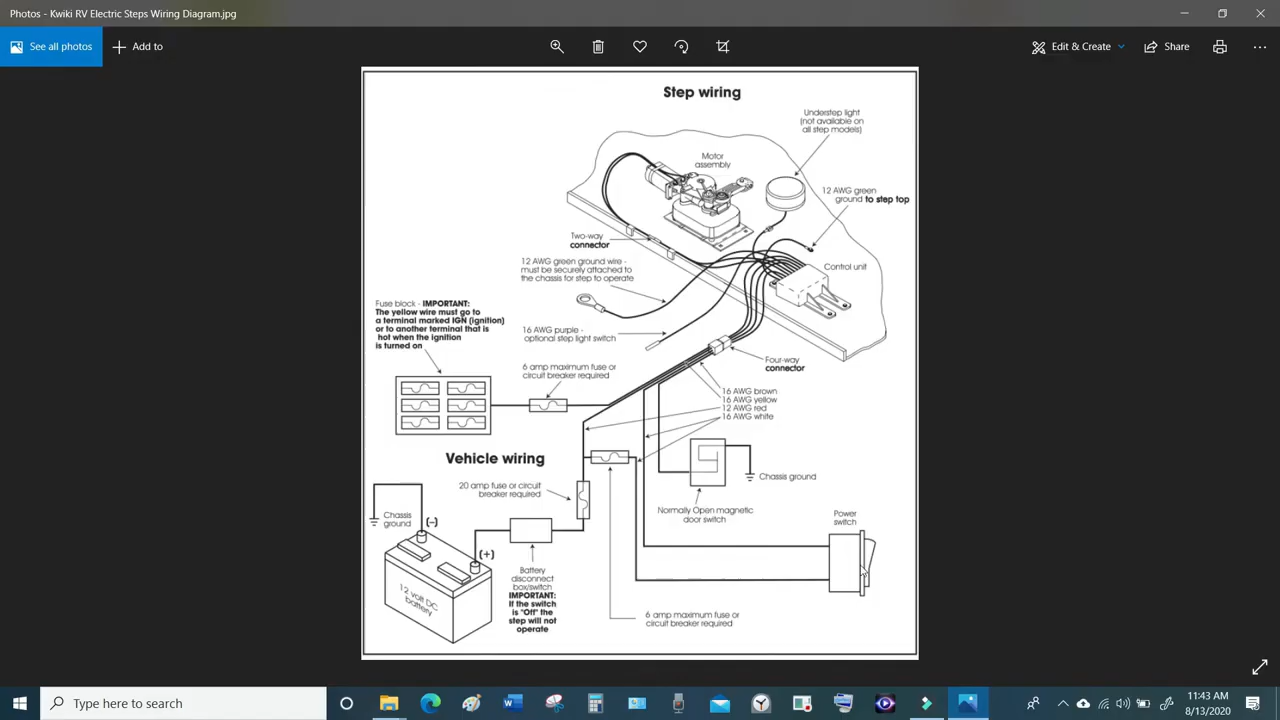 Photos - Kwiki RV Electric Steps Wiring Diagram.jpg
See all photos
Add to
Edit & Create
Share
Step wiring
Understep light
(not available on
all step models)
Motor
assembly
12 AWG green
ground to step top
Two-way
connector
Control unit
12 AWG green ground wire -
must be securely attached to
the chassis for step to operate
Fuse block - IMPORTANT:
The yellow wire must go to
a terminal marked IGN (ignition)
or to another terminal that is
hot when the ignition
is turned on
16 AWG purple -
optional step light switch
Four-way
connector
6 amp maximum fuse or
circuit breaker required
16 AWG brown
16 AWG yellow
12 AWG red
16 AWG white
Vehicle wiring
20 amp fuse or circuit
breaker required
Chassis ground
Normally Open magnetic
door switch
Power
switch
Chassis
ground
(-)
(+)
12 volt DC
battery
Battery
disconnect
box/switch
IMPORTANT:
If the switch
is "Off" the
step will not
operate
6 amp maximum fuse or
circuit breaker required
Type here to search
11:43 AM
8/13/2020